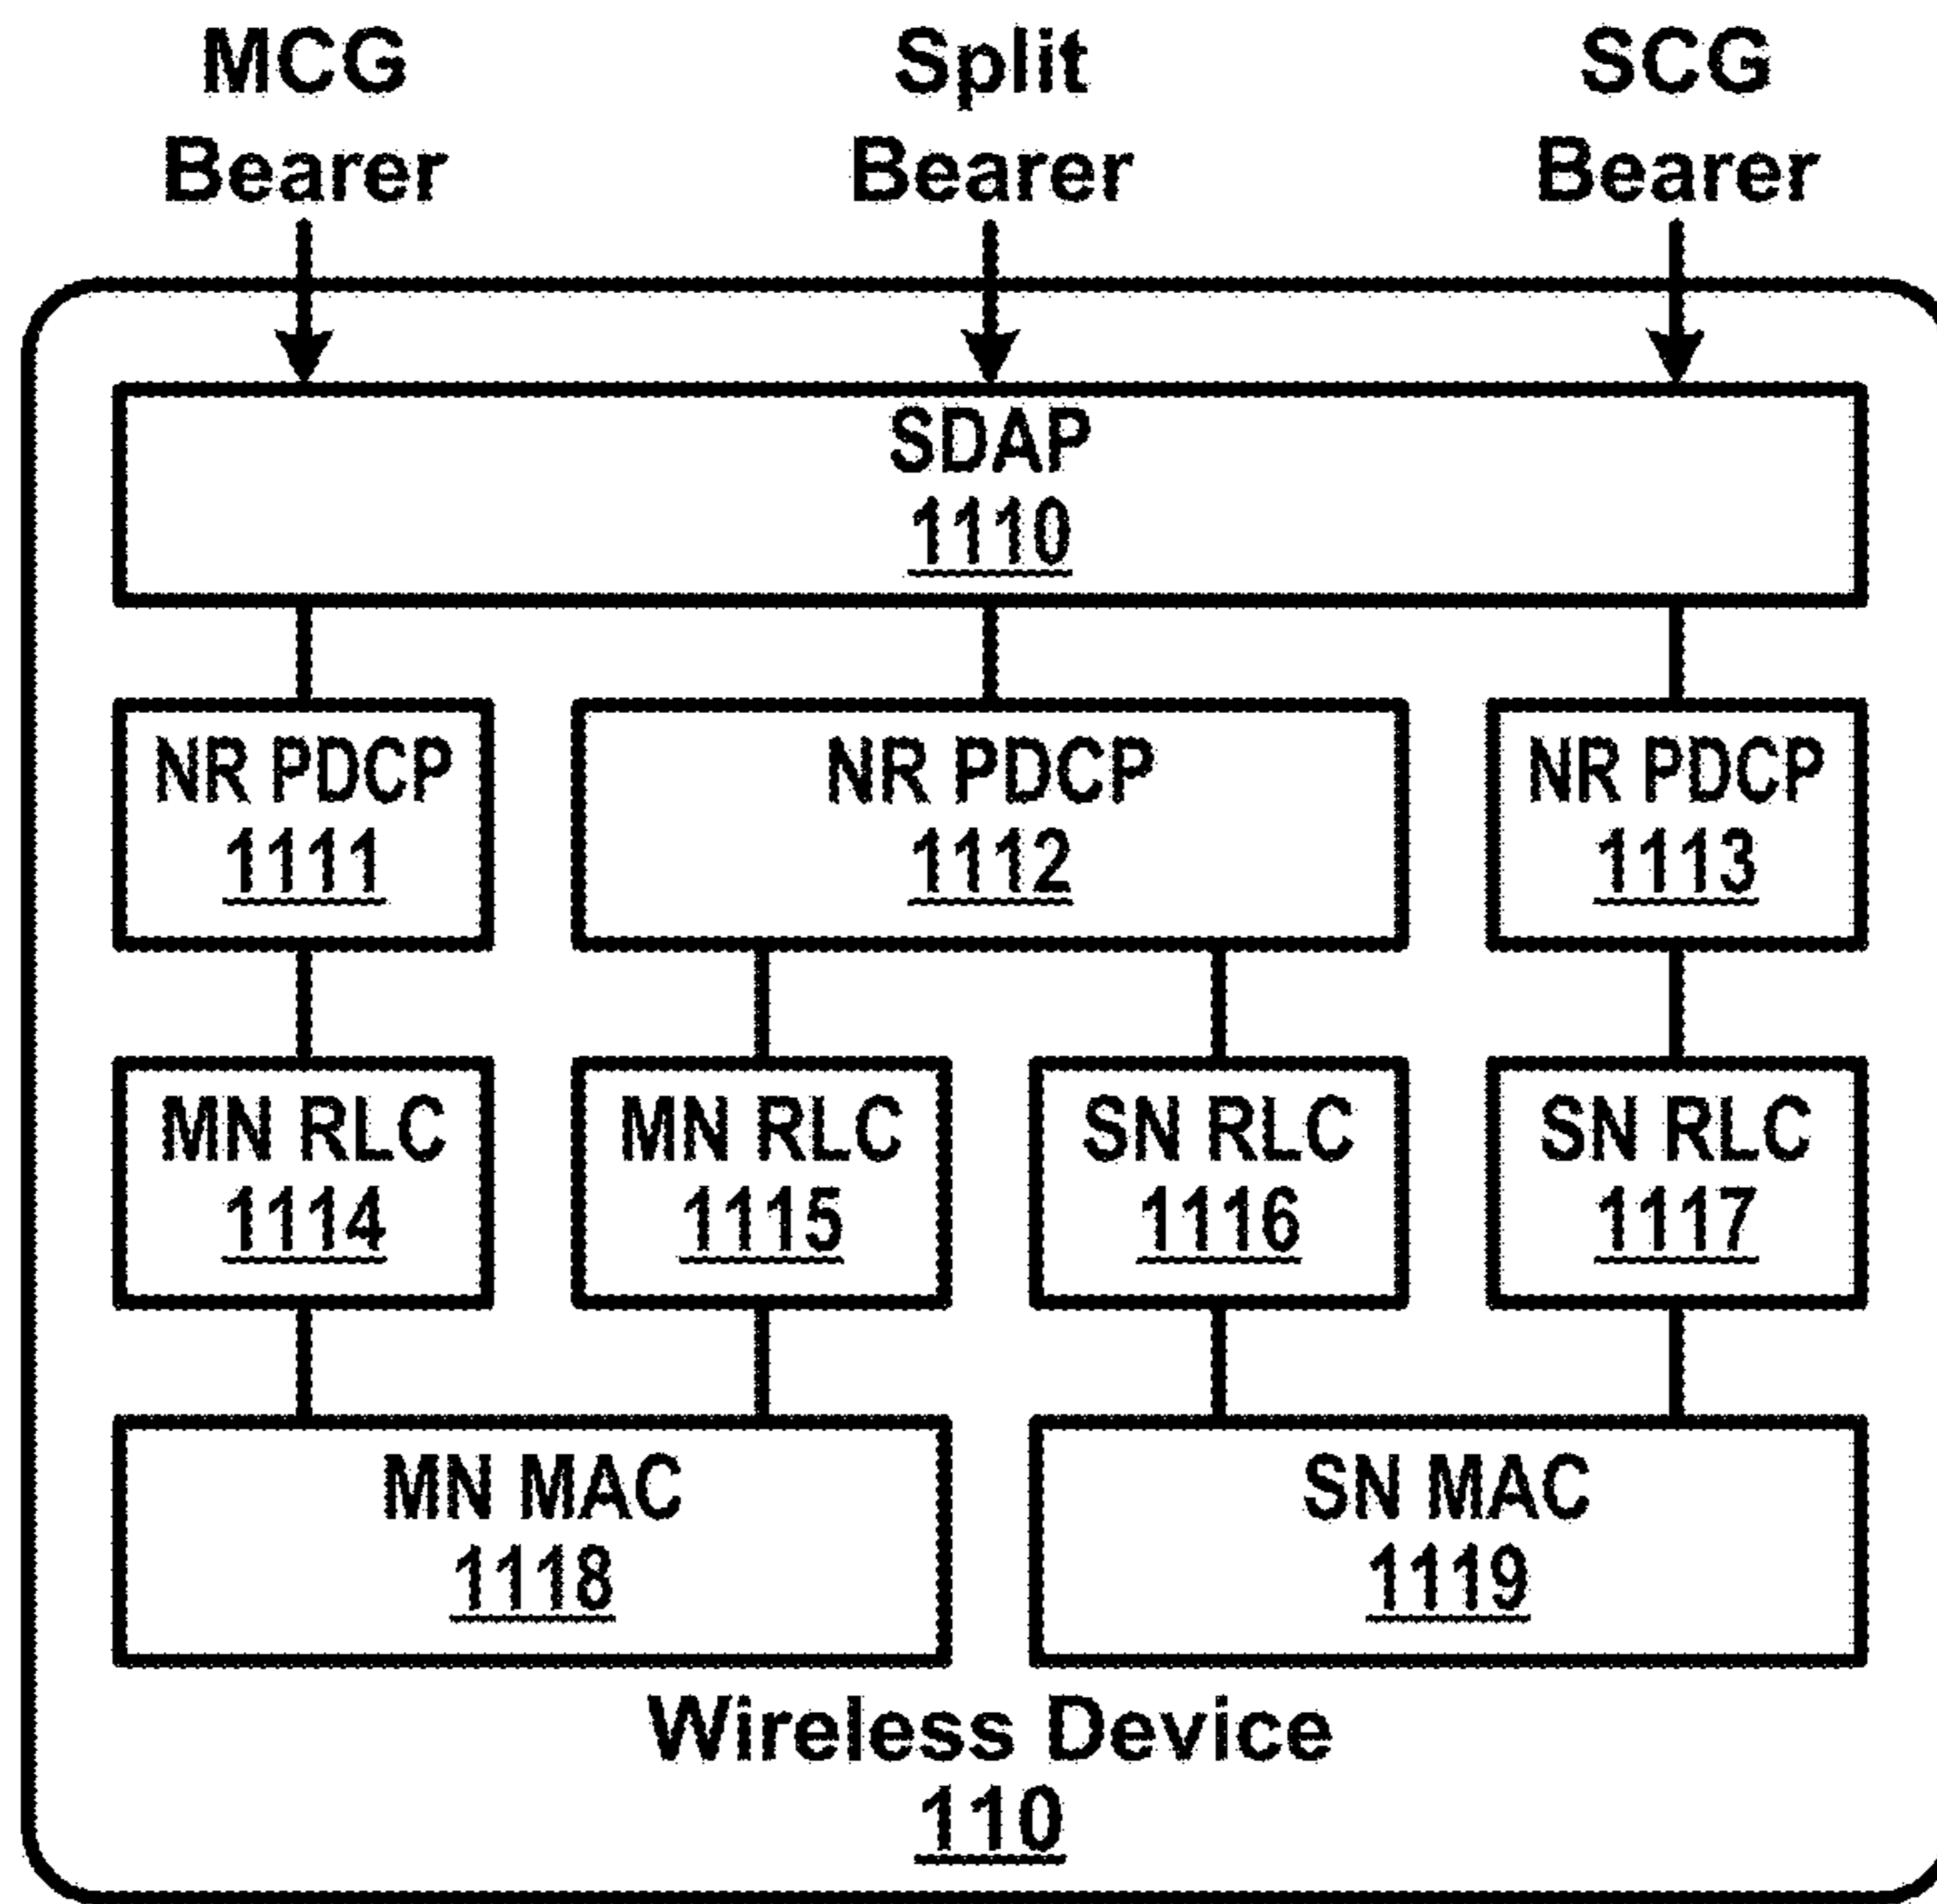 MCG Bearer
Split Bearer
SCG Bearer
SDAP
1110
NR PDCP
1111
NR PDCP
1112
NR PDCP
1113
MN RLC
1114
MN RLC
1115
SN RLC
1116
SN RLC
1117
MN MAC
1118
SN MAC
1119
Wireless Device
110